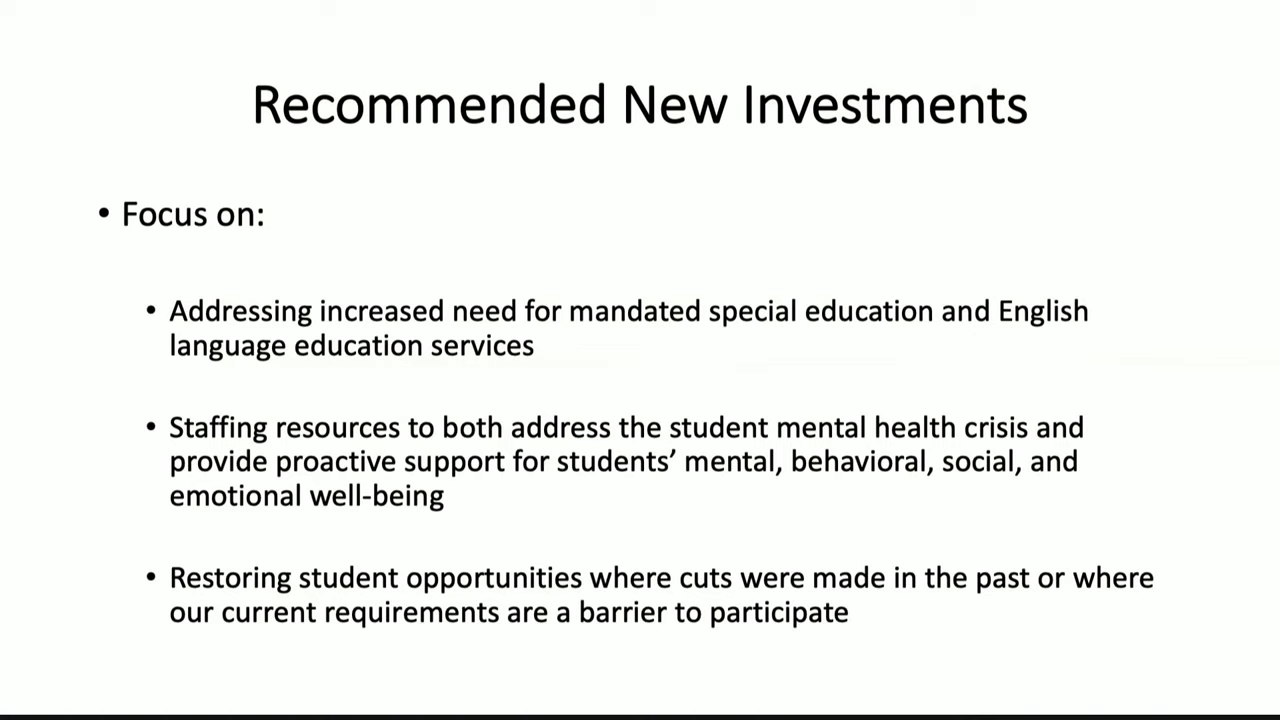 Recommended New Investments
• Focus on:
• Addressing increased need for mandated special education and English
language education services
• Staffing resources to both address the student mental health crisis and
provide proactive support for students’ mental, behavioral, social, and
emotional well-being
• Restoring student opportunities where cuts were made in the past or where
our current requirements are a barrier to participate